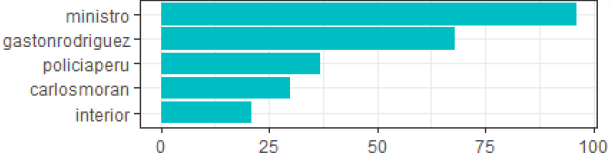 ministro
gastonrodriguez
policiaperu
carlosmoran
interior
0 25 50 75 100